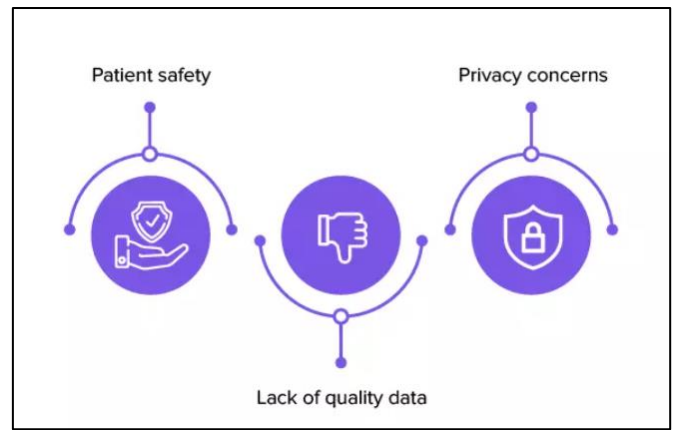 Patient safety
Privacy concerns
Lack of quality data